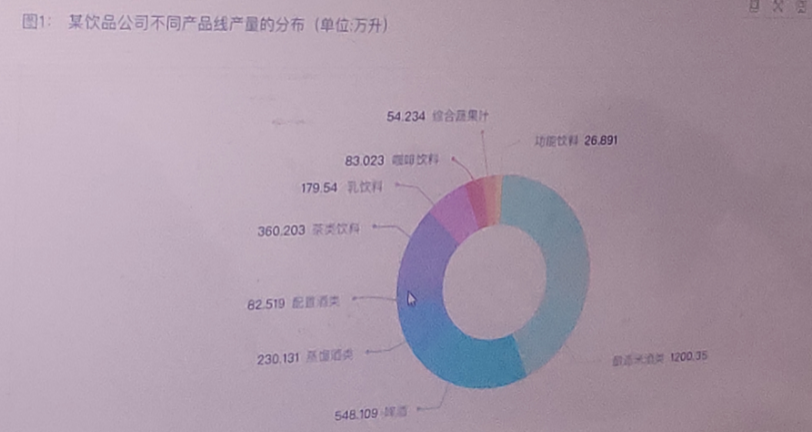 图1: 某饮品公司不同产品线产量的分布(单位:万升)
54.234 综合蔬果汁
功能饮料 26.891
83.023 咖啡饮料
179.54 乳饮料
360.203 茶类饮料
82.519 配置酒类
230.131 蒸馏酒类
1200.35
548.109 啤酒